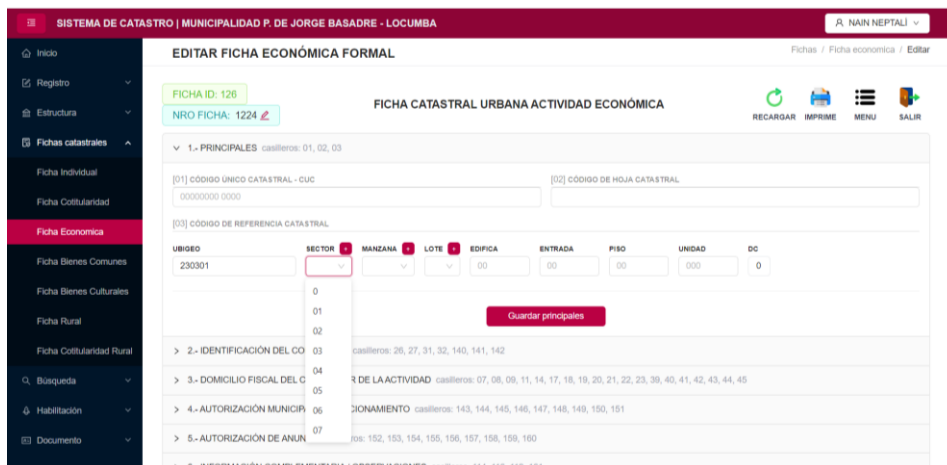 SISTEMA DE CATASTRO | MUNICIPALIDAD P. DE JORGE BASADRE - LOCUMBA
NAIN NEPTALÍ
Inicio
Registro
Estructura
Fichas catastrales
Ficha Individual
Ficha Cotitularidad
Ficha Economica
Ficha Bienes Comunes
Ficha Bienes Culturales
Ficha Rural
Ficha Cotitularidad Rural
Búsqueda
Habilitación
Documento
EDITAR FICHA ECONÓMICA FORMAL
Fichas / Ficha economica / Editar
FICHA ID: 126
NRO FICHA: 1224
FICHA CATASTRAL URBANA ACTIVIDAD ECONÓMICA
RECARGAR IMPRIME MENU SALIR
1.- PRINCIPALES casilleros: 01, 02, 03
[01] CÓDIGO ÚNICO CATASTRAL - CUC
[02] CÓDIGO DE HOJA CATASTRAL
00000000 0000
[03] CÓDIGO DE REFERENCIA CATASTRAL
UBIGEO SECTOR + MANZANA + LOTE + EDIFICA ENTRADA PISO UNIDAD DC
230301 00 00 00 000 0
0
01
02
03
04
05
06
07
Guardar principales
2.- IDENTIFICACIÓN DEL CO casilleros: 26, 27, 31, 32, 140, 141, 142
3.- DOMICILIO FISCAL DEL C R DE LA ACTIVIDAD casilleros: 07, 08, 09, 11, 14, 17, 18, 19, 20, 21, 22, 23, 39, 40, 41, 42, 43, 44, 45
4.- AUTORIZACIÓN MUNICIP CIONAMIENTO casilleros: 143, 144, 145, 146, 147, 148, 149, 150, 151
5.- AUTORIZACIÓN DE ANUN ros: 152, 153, 154, 155, 156, 157, 158, 159, 160